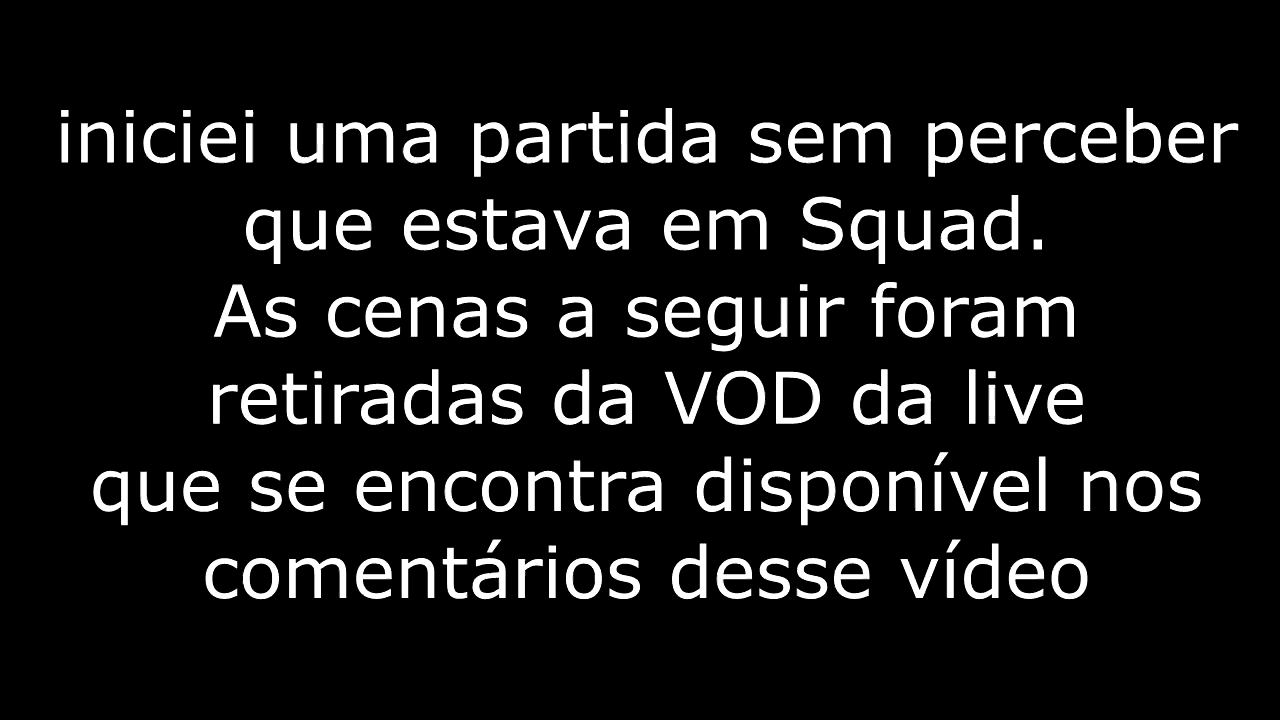 iniciei uma partida sem perceber
que estava em Squad.
As cenas a seguir foram
retiradas da VOD da live
que se encontra disponível nos
comentários desse vídeo